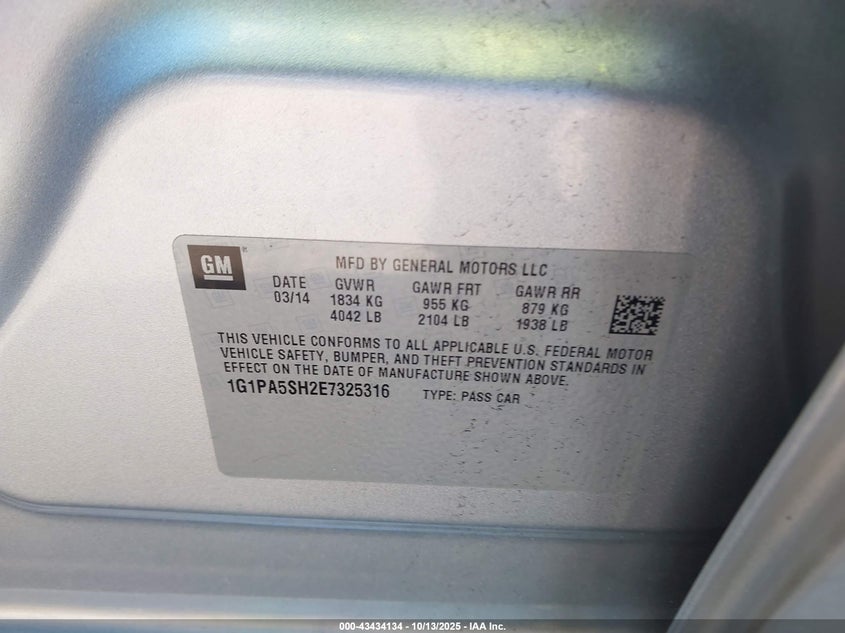 GM
MFD BY GENERAL MOTORS LLC
DATE GVWR GAWR FRT GAWR RR
03/14 1834 KG 955 KG 879 KG
4042 LB 2104 LB 1938 LB
THIS VEHICLE CONFORMS TO ALL APPLICABLE U.S. FEDERAL MOTOR
VEHICLE SAFETY, BUMPER, AND THEFT PREVENTION STANDARDS IN
EFFECT ON THE DATE OF MANUFACTURE SHOWN ABOVE.
1G1PA5SH2E7325316 TYPE: PASS CAR
000-43434134 - 10/13/2025 - IAA Inc.